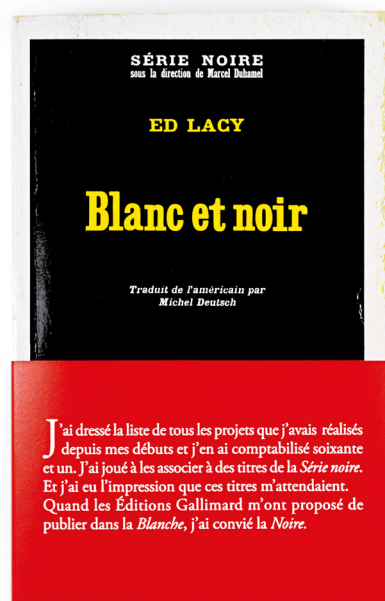 SÉRIE NOIRE
sous la direction de Marcel Duhamel
ED LACY
Blanc et noir
Traduit de l'américain par
Michel Deutsch
J'ai dressé la liste de tous les projets que j'avais réalisés
depuis mes débuts et j'en ai comptabilisé soixante
et un. J'ai joué à les associer à des titres de la Série noire.
Et j'ai eu l'impression que ces titres m'attendaient.
Quand les Éditions Gallimard m'ont proposé de
publier dans la Blanche, j'ai convié la Noire.